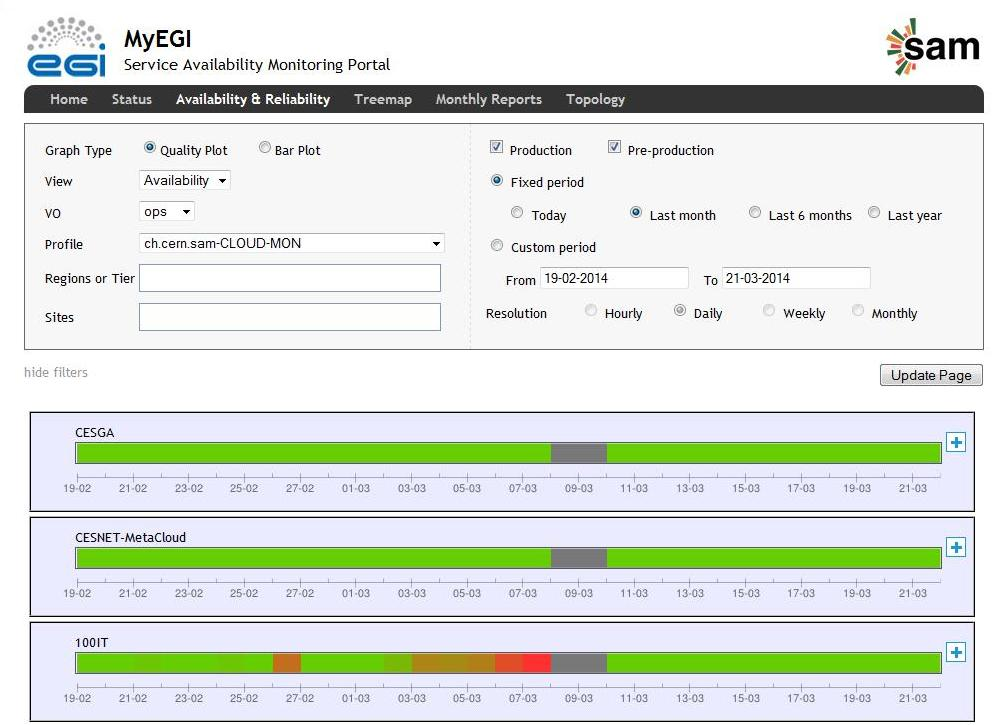 egi
MyEGI
Service Availability Monitoring Portal
sam
Home Status Availability & Reliability Treemap Monthly Reports Topology
Graph Type Quality Plot Bar Plot
View Availability
VO ops
Profile ch.cern.sam-CLOUD-MON
Regions or Tier
Sites
Production Pre-production
Fixed period
Today Last month Last 6 months Last year
Custom period
From 19-02-2014 To 21-03-2014
Resolution Hourly Daily Weekly Monthly
hide filters
Update Page
CESGA
19-02 21-02 23-02 25-02 27-02 01-03 03-03 05-03 07-03 09-03 11-03 13-03 15-03 17-03 19-03 21-03
CESNET-MetaCloud
19-02 21-02 23-02 25-02 27-02 01-03 03-03 05-03 07-03 09-03 11-03 13-03 15-03 17-03 19-03 21-03
100IT
19-02 21-02 23-02 25-02 27-02 01-03 03-03 05-03 07-03 09-03 11-03 13-03 15-03 17-03 19-03 21-03